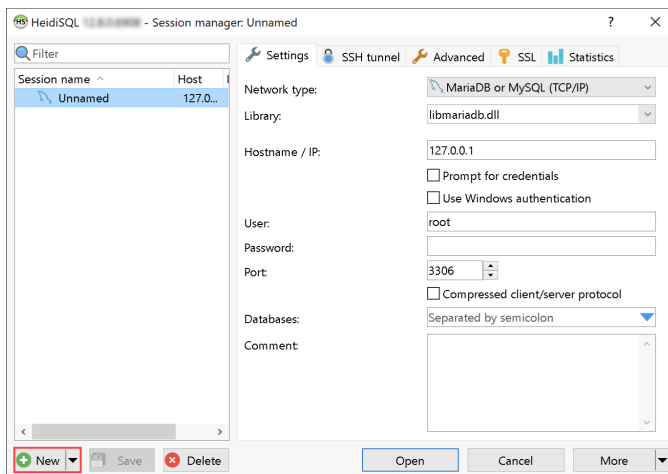 HeidiSQL - Session manager: Unnamed
Filter
Session name Host
Unnamed 127.0...
Settings SSH tunnel Advanced SSL Statistics
Network type: MariaDB or MySQL (TCP/IP)
Library: libmariadb.dll
Hostname / IP: 127.0.0.1
Prompt for credentials
Use Windows authentication
User: root
Password:
Port: 3306
Compressed client/server protocol
Databases: Separated by semicolon
Comment:
New Save Delete Open Cancel More